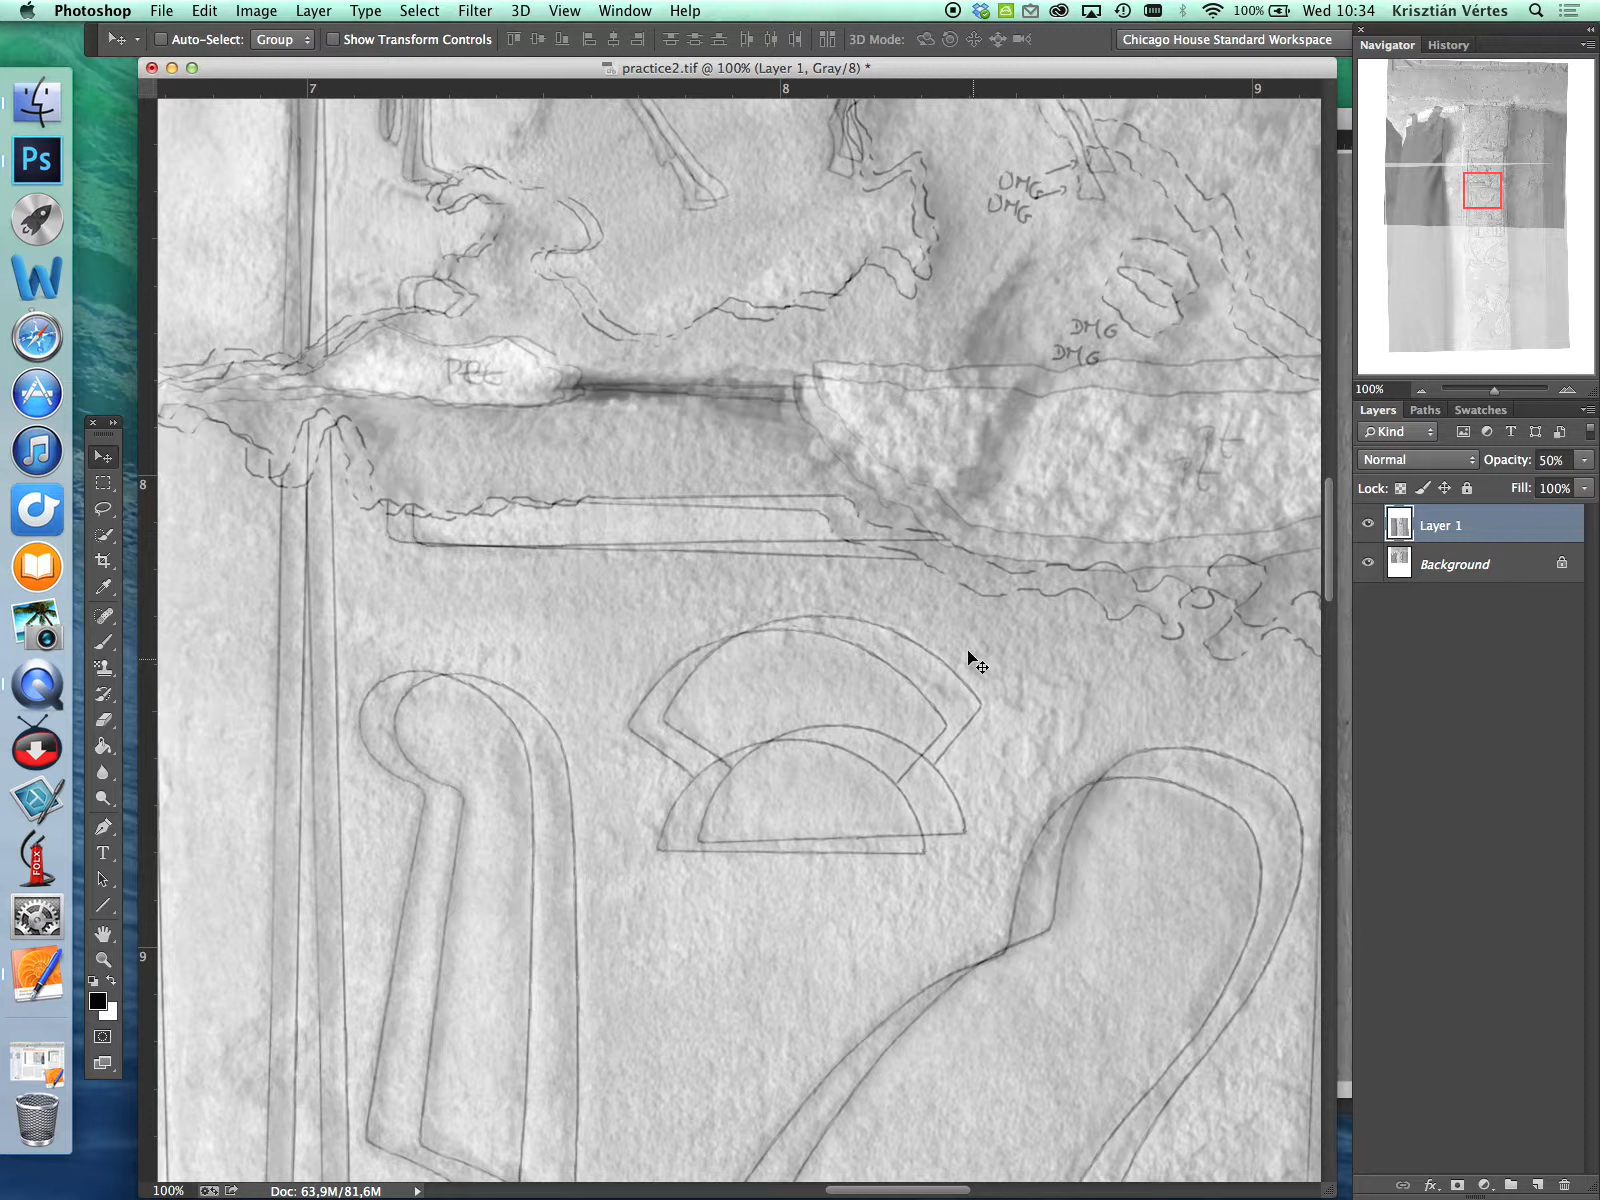 Photoshop File Edit Image Layer Type Select Filter 3D View Window Help 100% Wed 10:34 Krisztián Vértes
Auto-Select: Group Show Transform Controls 3D Mode: Chicago House Standard Workspace
practice2.tif @ 100% (Layer 1, Gray/8) *
7 8 9
8
9
DMG
DMG
DMG
DMG
Ps
FOLX
T
Navigator History
100%
Layers Paths Swatches
Kind
T
Normal Opacity: 50%
Lock: Fill: 100%
Layer 1
Background
fx
100% Doc: 63,9M/81,6M